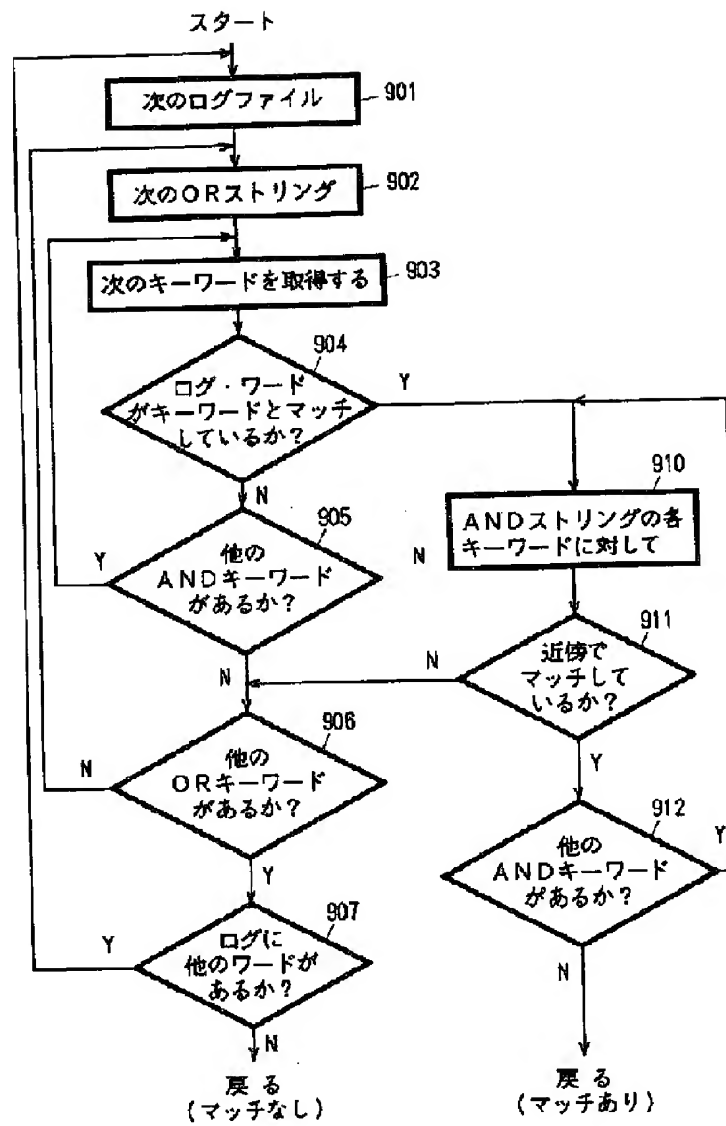 スタート
次のログファイル
901
次のORストリング
902
次のキーワードを取得する
903
904
ログ・ワード
がキーワードとマッチ
しているか?
Y
N
905
他の
ANDキーワード
があるか?
Y
N
N
910
ANDストリングの各
キーワードに対して
911
近傍で
マッチして
いるか?
N
Y
906
他の
ORキーワード
があるか?
N
Y
912
他の
ANDキーワード
があるか?
Y
N
907
ログに
他のワードが
あるか?
Y
N
戻る
(マッチなし)
戻る
(マッチあり)